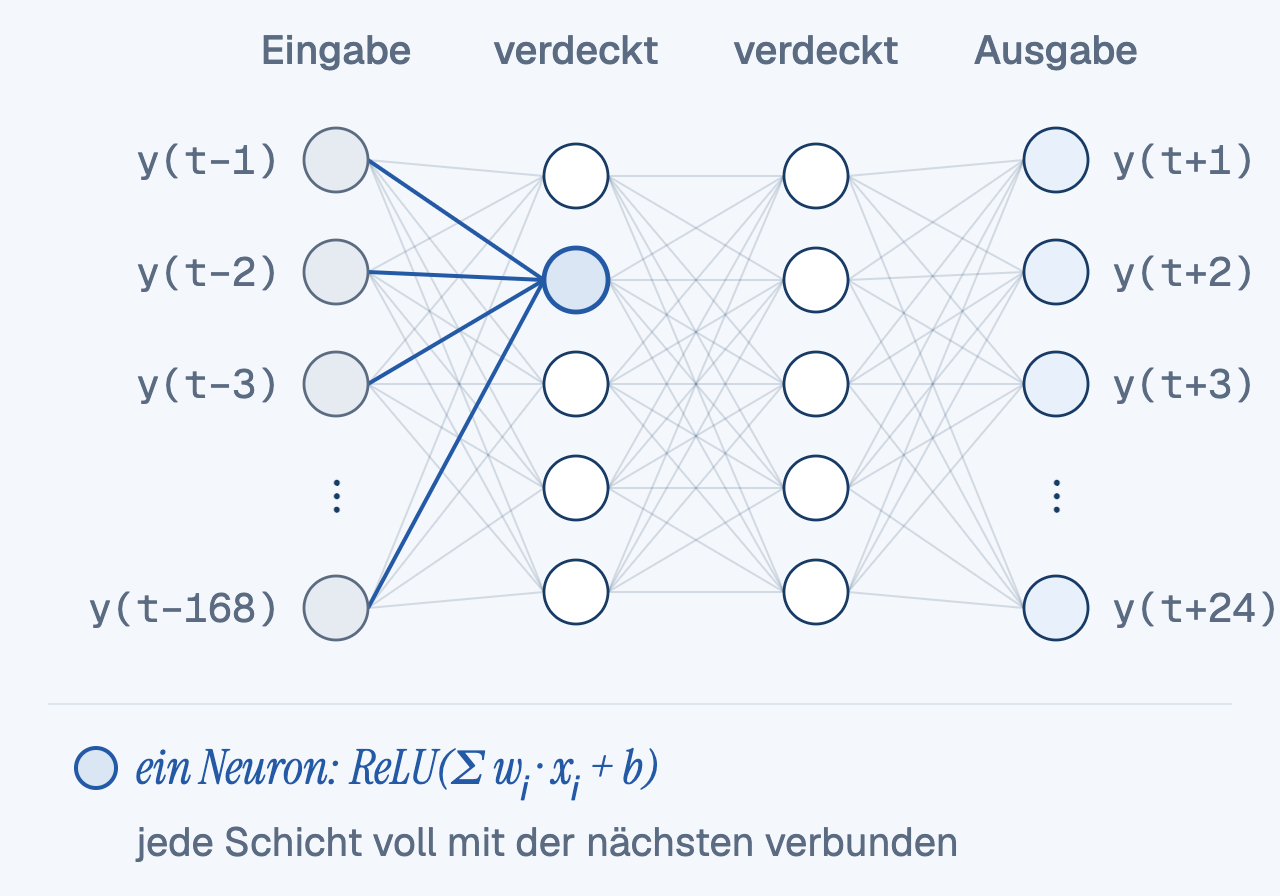 Eingabe verdeckt verdeckt Ausgabe
y(t−1) y(t+1)
y(t−2) y(t+2)
y(t−3) y(t+3)
⋮ ⋮
y(t−168) y(t+24)
ein Neuron: ReLU(Σ wᵢ · xᵢ + b)
jede Schicht voll mit der nächsten verbunden